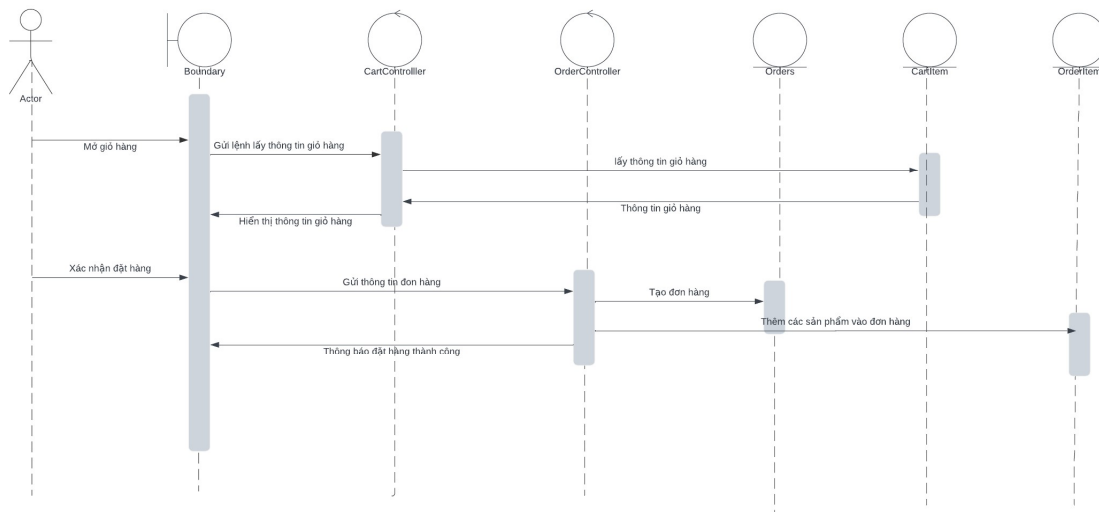 Actor
Boundary
CartControlller
OrderController
Orders
CartItem
OrderItem
Mở giỏ hàng
Gửi lệnh lấy thông tin giỏ hàng
lấy thông tin giỏ hàng
Thông tin giỏ hàng
Hiển thị thông tin giỏ hàng
Xác nhận đặt hàng
Gửi thông tin đơn hàng
Tạo đơn hàng
Thêm các sản phẩm vào đơn hàng
Thông báo đặt hàng thành công